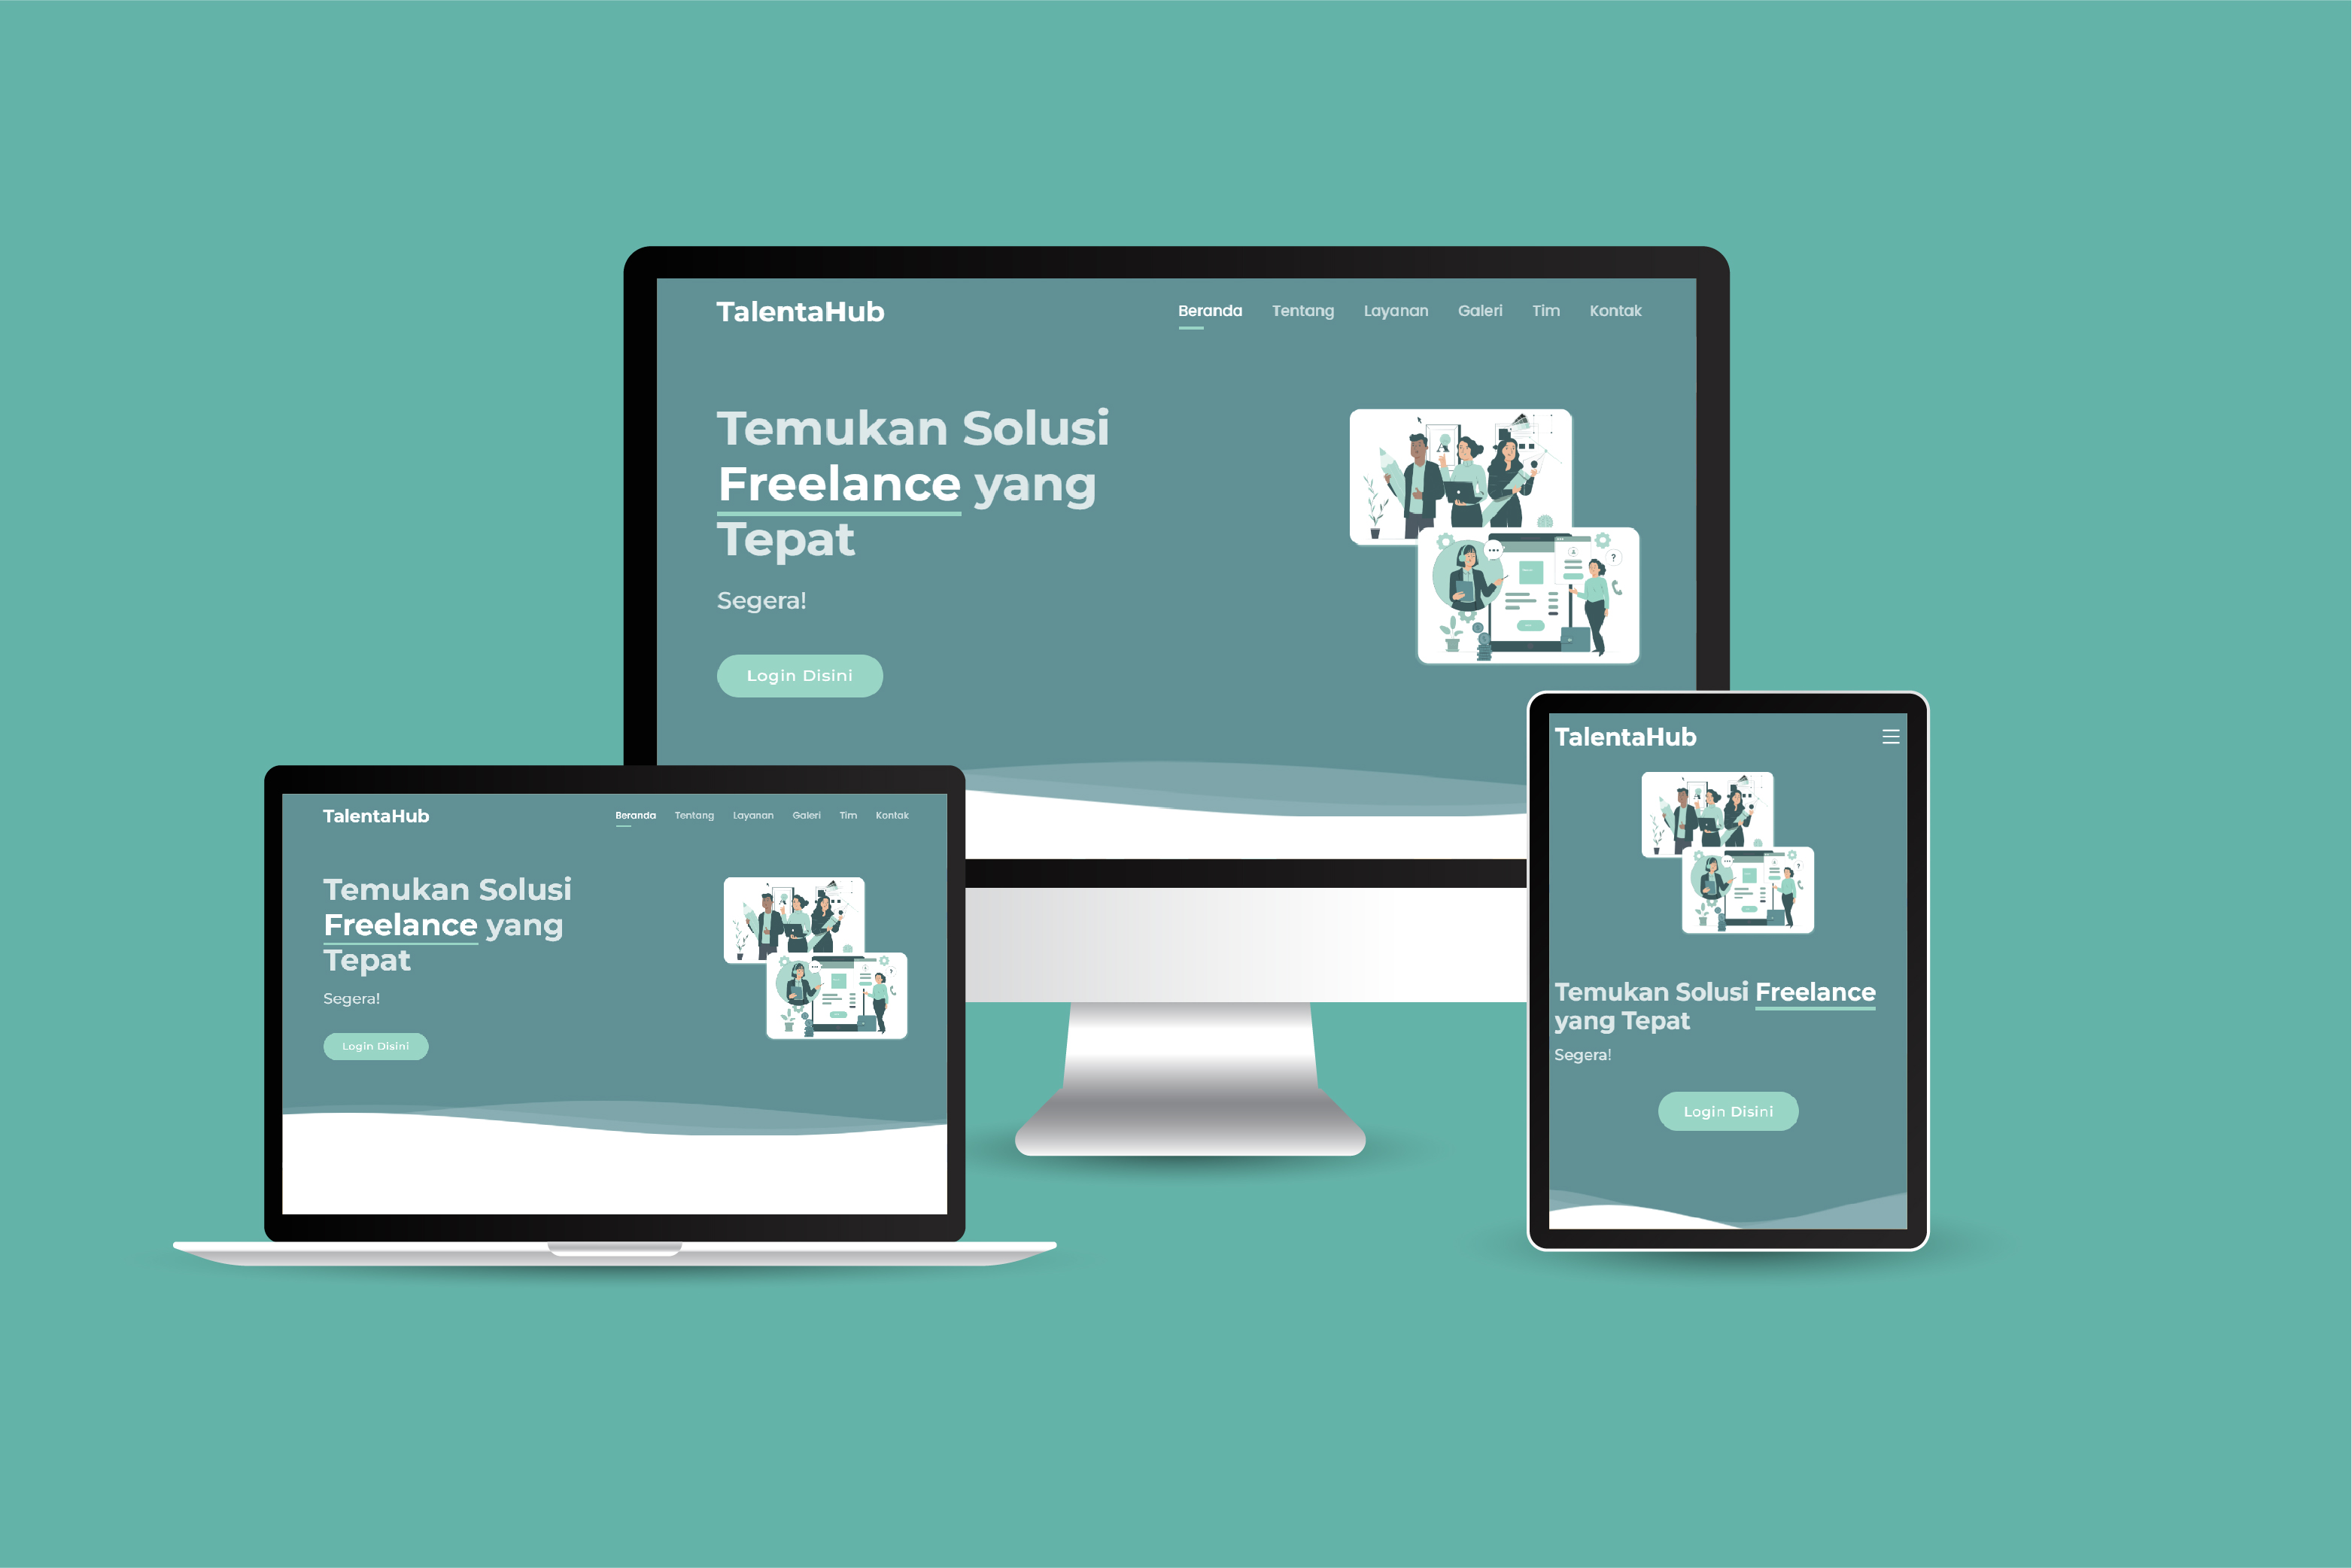 TalentaHub
Beranda Tentang Layanan Galeri Tim Kontak
Temukan Solusi
Freelance yang
Tepat
Segera!
Login Disini
TalentaHub
Beranda Tentang Layanan Galeri Tim Kontak
Temukan Solusi
Freelance yang
Tepat
Segera!
Login Disini
TalentaHub
Temukan Solusi Freelance
yang Tepat
Segera!
Login Disini